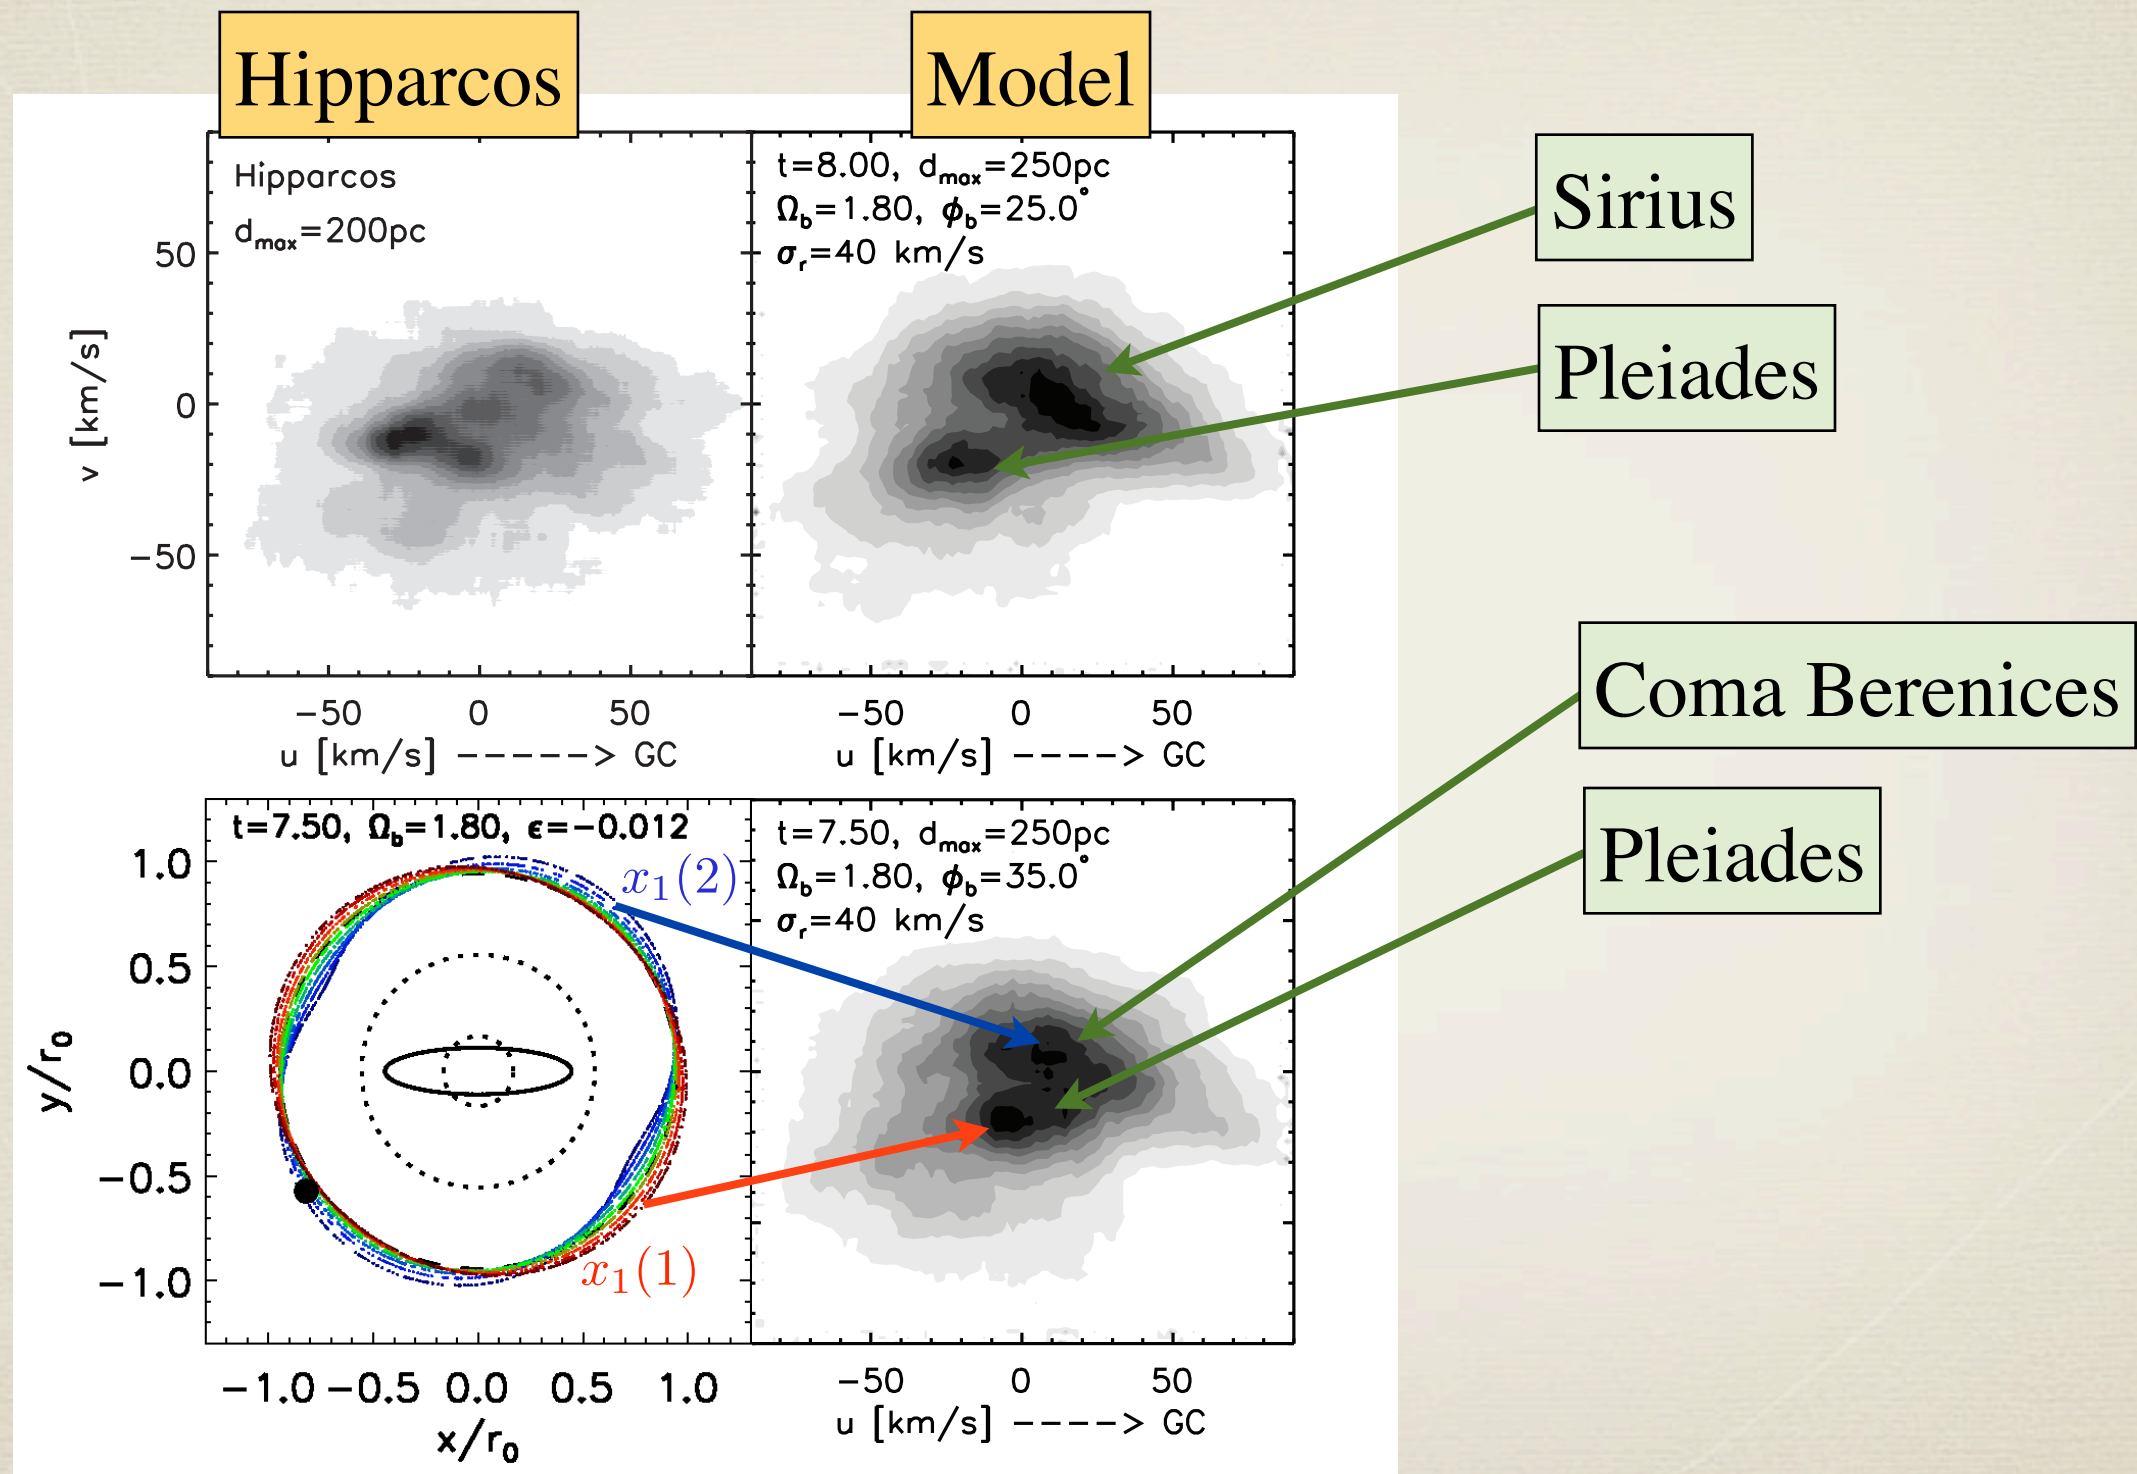 Hipparcos
Model
Hipparcos
d_max=200pc
t=8.00, d_max=250pc
Ω_b=1.80, ϕ_b=25.0°
σ_r=40 km/s
Sirius
Pleiades
50
0
−50
v [km/s]
−50 0 50
u [km/s] −−−−−> GC
−50 0 50
u [km/s] −−−−> GC
Coma Berenices
Pleiades
t=7.50, Ω_b=1.80, ϵ=−0.012
x_1(2)
x_1(1)
1.0
0.5
0.0
−0.5
−1.0
y/r_0
−1.0 −0.5 0.0 0.5 1.0
x/r_0
t=7.50, d_max=250pc
Ω_b=1.80, ϕ_b=35.0°
σ_r=40 km/s
−50 0 50
u [km/s] −−−−> GC